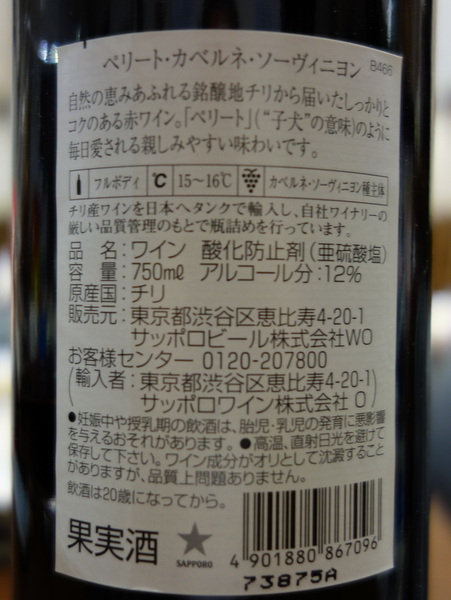 ペリート・カベルネ・ソーヴィニヨン B466
自然の恵みあふれる銘醸地チリから届いたしっかりと
コクのある赤ワイン。「ペリート」(“子犬”の意味)のように
毎日愛される親しみやすい味わいです。
フルボディ ℃ 15～16℃ カベルネ・ソーヴィニヨン種主体
チリ産ワインを日本へタンクで輸入し、自社ワイナリーの
厳しい品質管理のもとで瓶詰めを行っています。
品 名：ワイン 酸化防止剤(亜硫酸塩)
容 量：750mℓ アルコール分：12%
原産国：チリ
販売元：東京都渋谷区恵比寿4-20-1
サッポロビール株式会社WO
お客様センター 0120-207800
(輸入者：東京都渋谷区恵比寿4-20-1
サッポロワイン株式会社 O)
●妊娠中や授乳期の飲酒は、胎児・乳児の発育に悪影響
を与えるおそれがあります。●高温、直射日光を避けて
保存して下さい。ワイン成分がオリとして沈澱すること
がありますが、品質上問題ありません。
飲酒は20歳になってから。
果実酒
SAPPORO
4 901880 867096
73875A